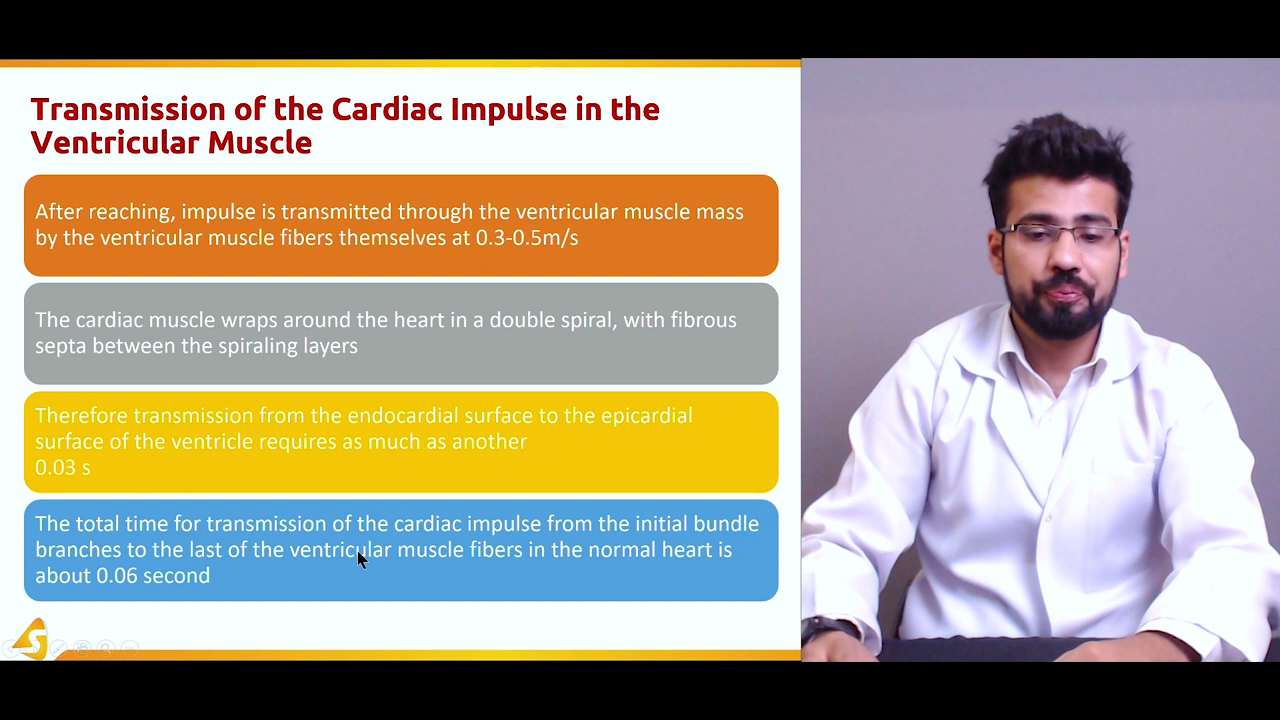 Transmission of the Cardiac Impulse in the
Ventricular Muscle
After reaching, impulse is transmitted through the ventricular muscle mass
by the ventricular muscle fibers themselves at 0.3-0.5m/s
The cardiac muscle wraps around the heart in a double spiral, with fibrous
septa between the spiraling layers
Therefore transmission from the endocardial surface to the epicardial
surface of the ventricle requires as much as another
0.03 s
The total time for transmission of the cardiac impulse from the initial bundle
branches to the last of the ventricular muscle fibers in the normal heart is
about 0.06 second
S